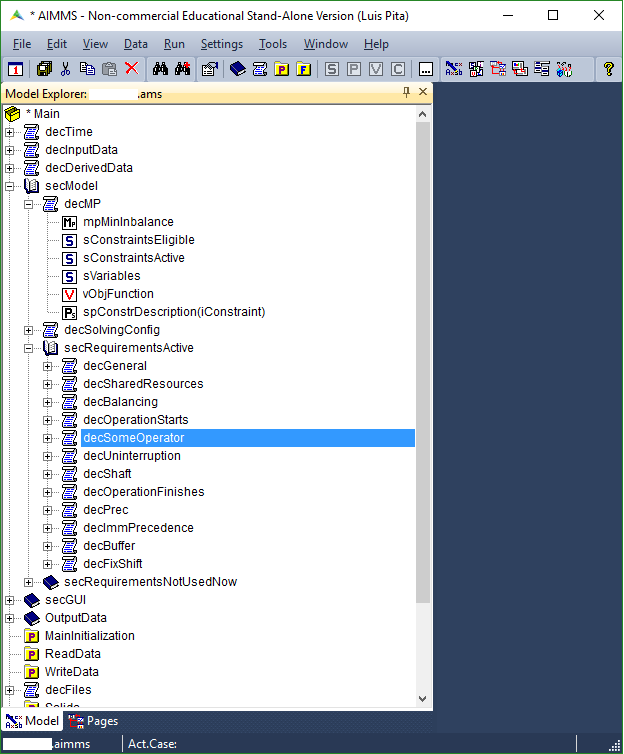 * AIMMS - Non-commercial Educational Stand-Alone Version (Luis Pita)
File Edit View Data Run Settings Tools Window Help
1 P F S P V C ... ?
Model Explorer: .ams
* Main
decTime
decInputData
decDerivedData
secModel
decMP
MP mpMinInbalance
S sConstraintsEligible
S sConstraintsActive
S sVariables
V vObjFunction
Ps spConstrDescription(iConstraint)
decSolvingConfig
secRequirementsActive
decGeneral
decSharedResources
decBalancing
decOperationStarts
decSomeOperator
decUninterruption
decShaft
decOperationFinishes
decPrec
decImmPrecedence
decBuffer
decFixShift
secRequirementsNotUsedNow
secGUI
OutputData
P MainInitialization
P ReadData
P WriteData
decFiles
Model Pages
.aimms Act.Case: